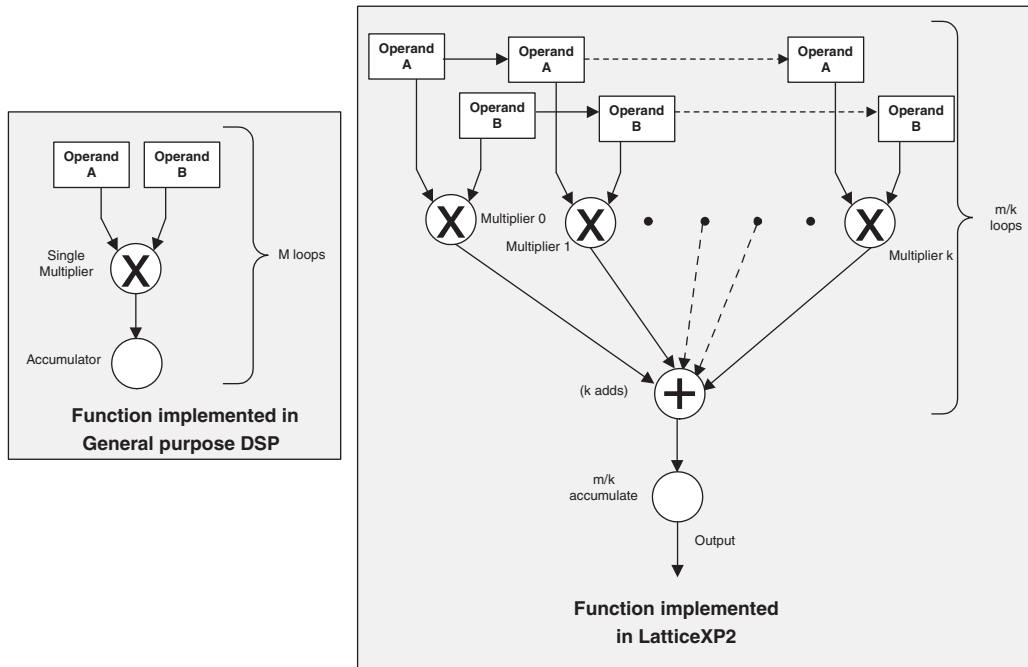 Operand
A
Operand
B
Single
Multiplier
X
M loops
Accumulator
Function implemented in
General purpose DSP
Operand
A
Operand
A
Operand
A
Operand
B
Operand
B
Operand
B
X
Multiplier 0
X
Multiplier 1
X
Multiplier k
m/k
loops
(k adds)
+
m/k
accumulate
Output
Function implemented
in LatticeXP2